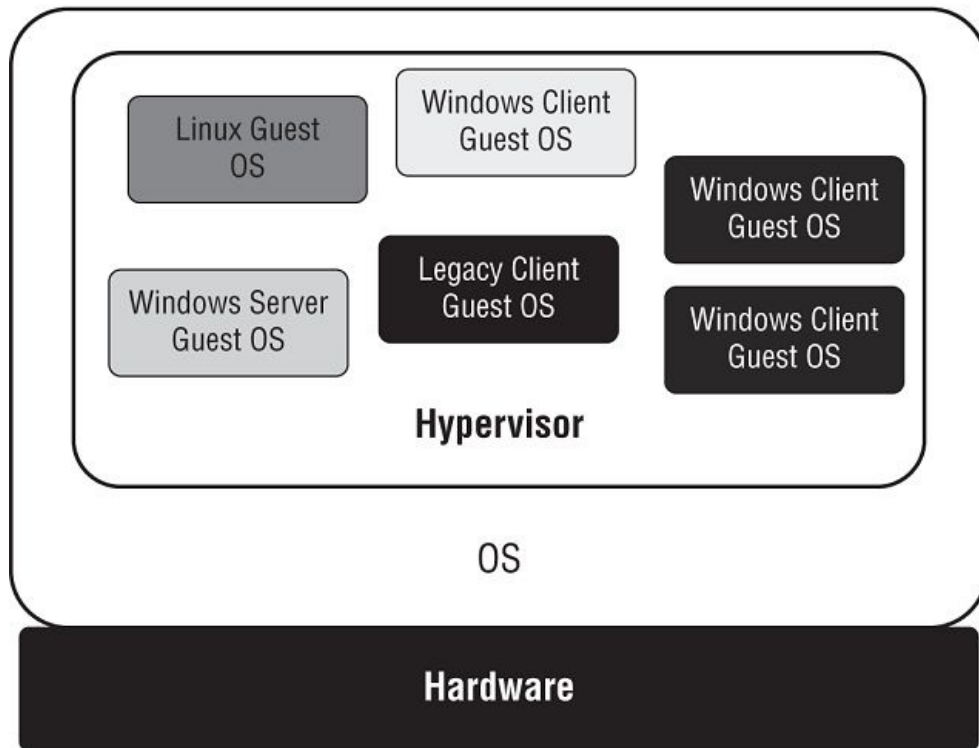 Linux Guest
OS
Windows Client
Guest OS
Windows Client
Guest OS
Windows Server
Guest OS
Legacy Client
Guest OS
Windows Client
Guest OS
Hypervisor
OS
Hardware